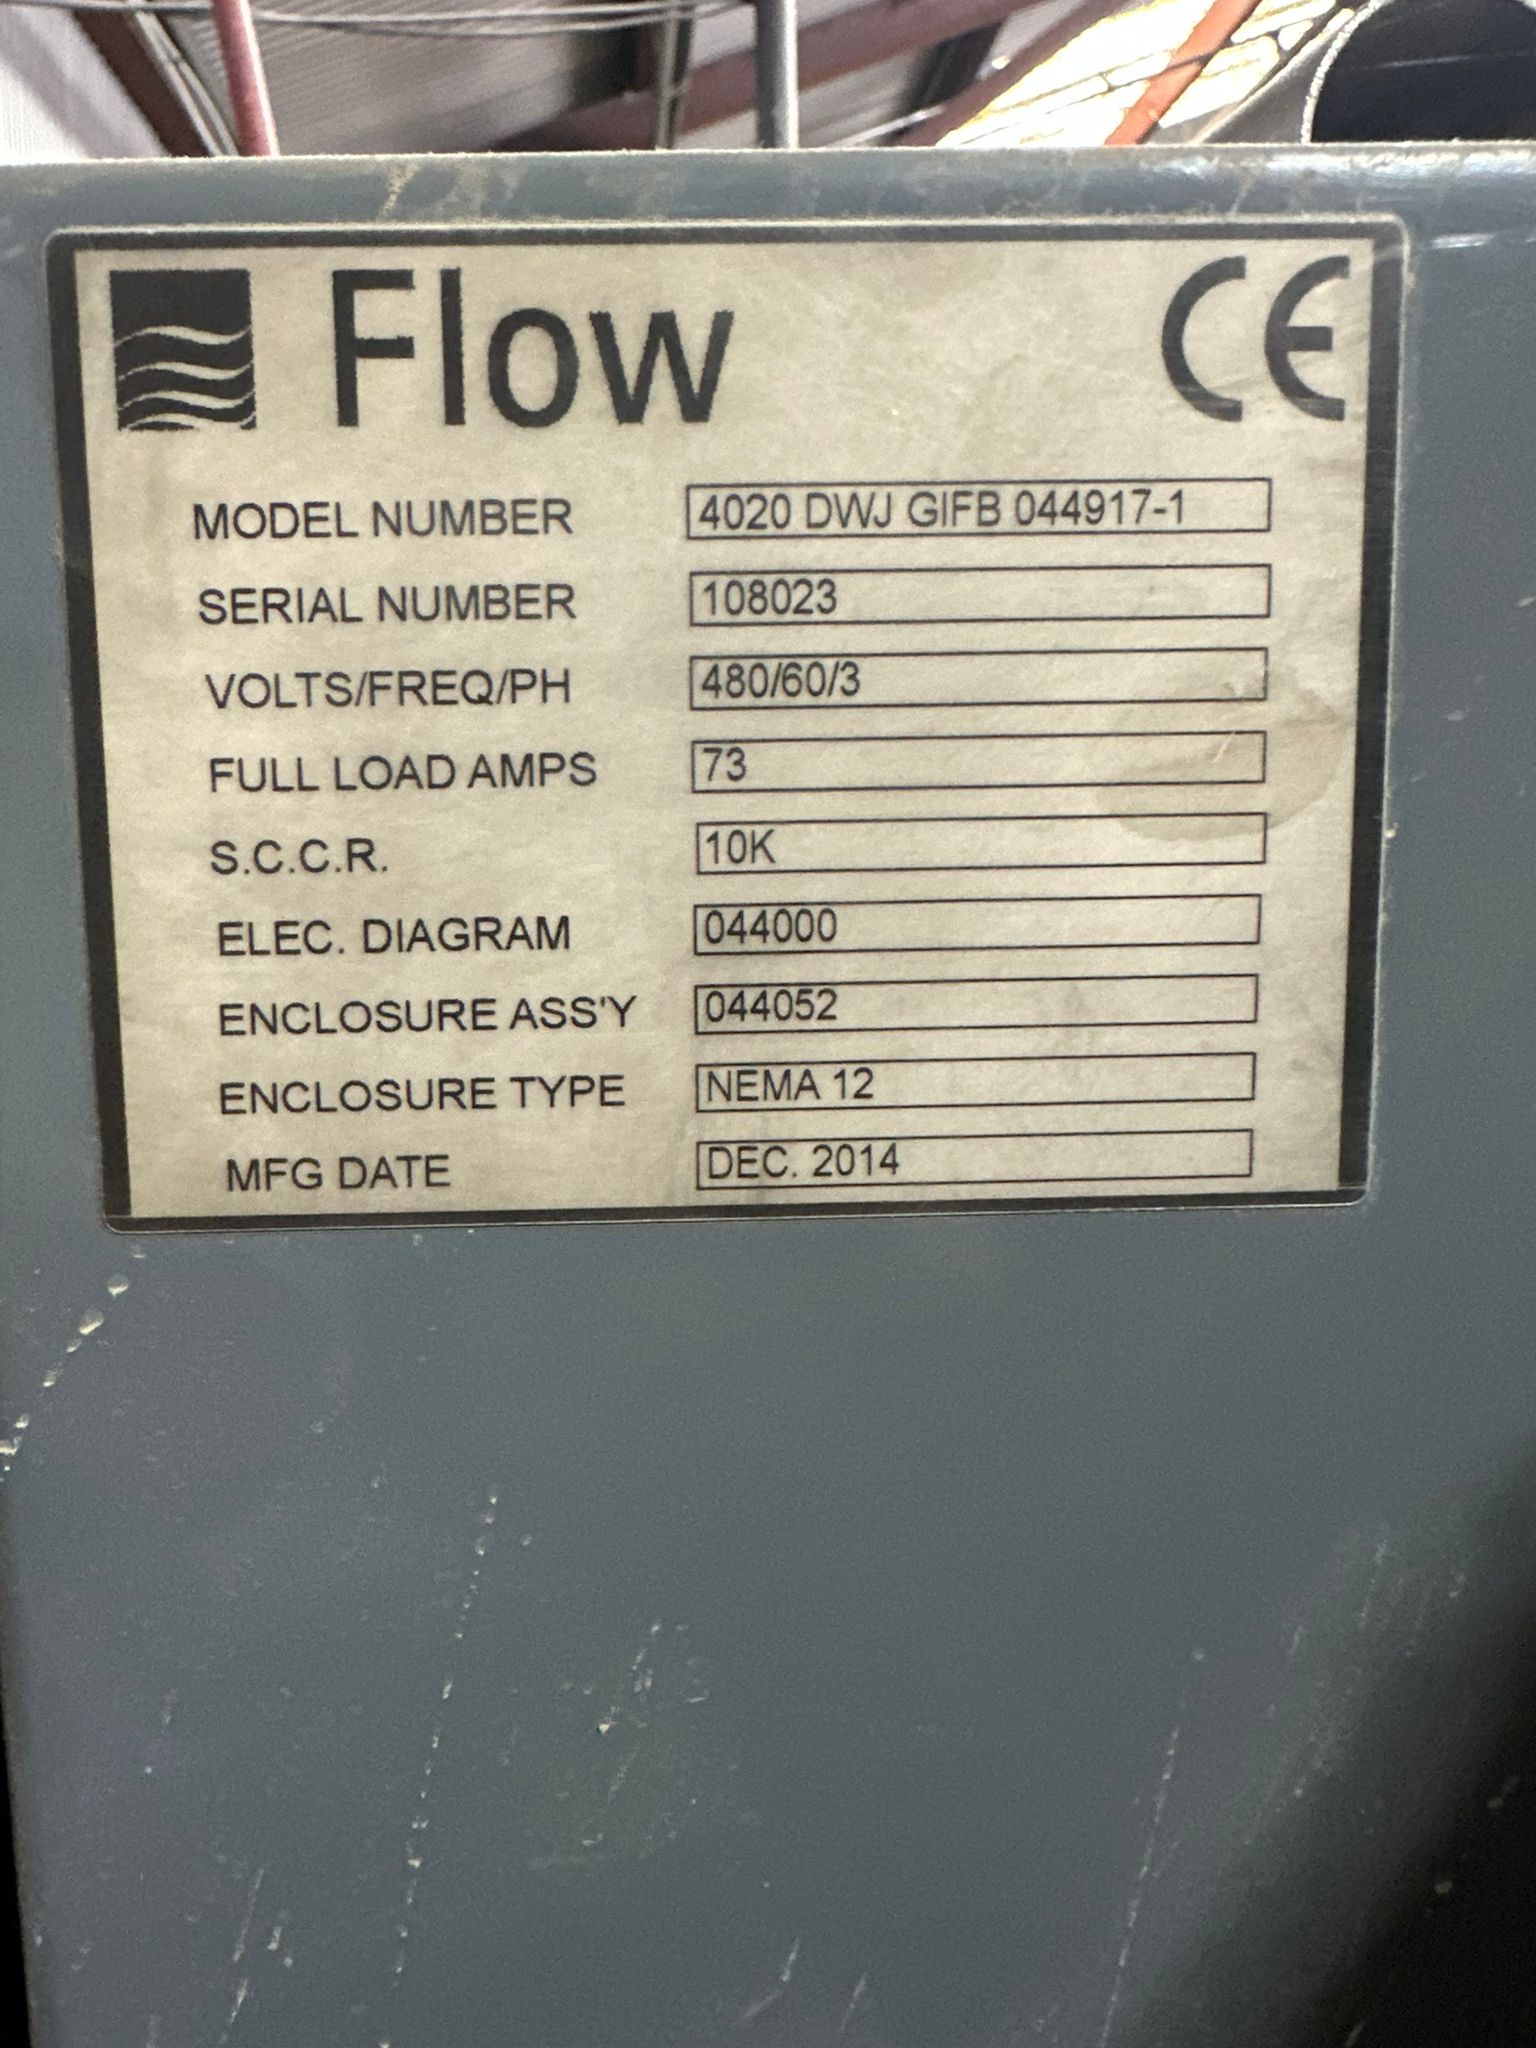 Flow CE
MODEL NUMBER 4020 DWJ GIFB 044917-1
SERIAL NUMBER 108023
VOLTS/FREQ/PH 480/60/3
FULL LOAD AMPS 73
S.C.C.R. 10K
ELEC. DIAGRAM 044000
ENCLOSURE ASS'Y 044052
ENCLOSURE TYPE NEMA 12
MFG DATE DEC. 2014